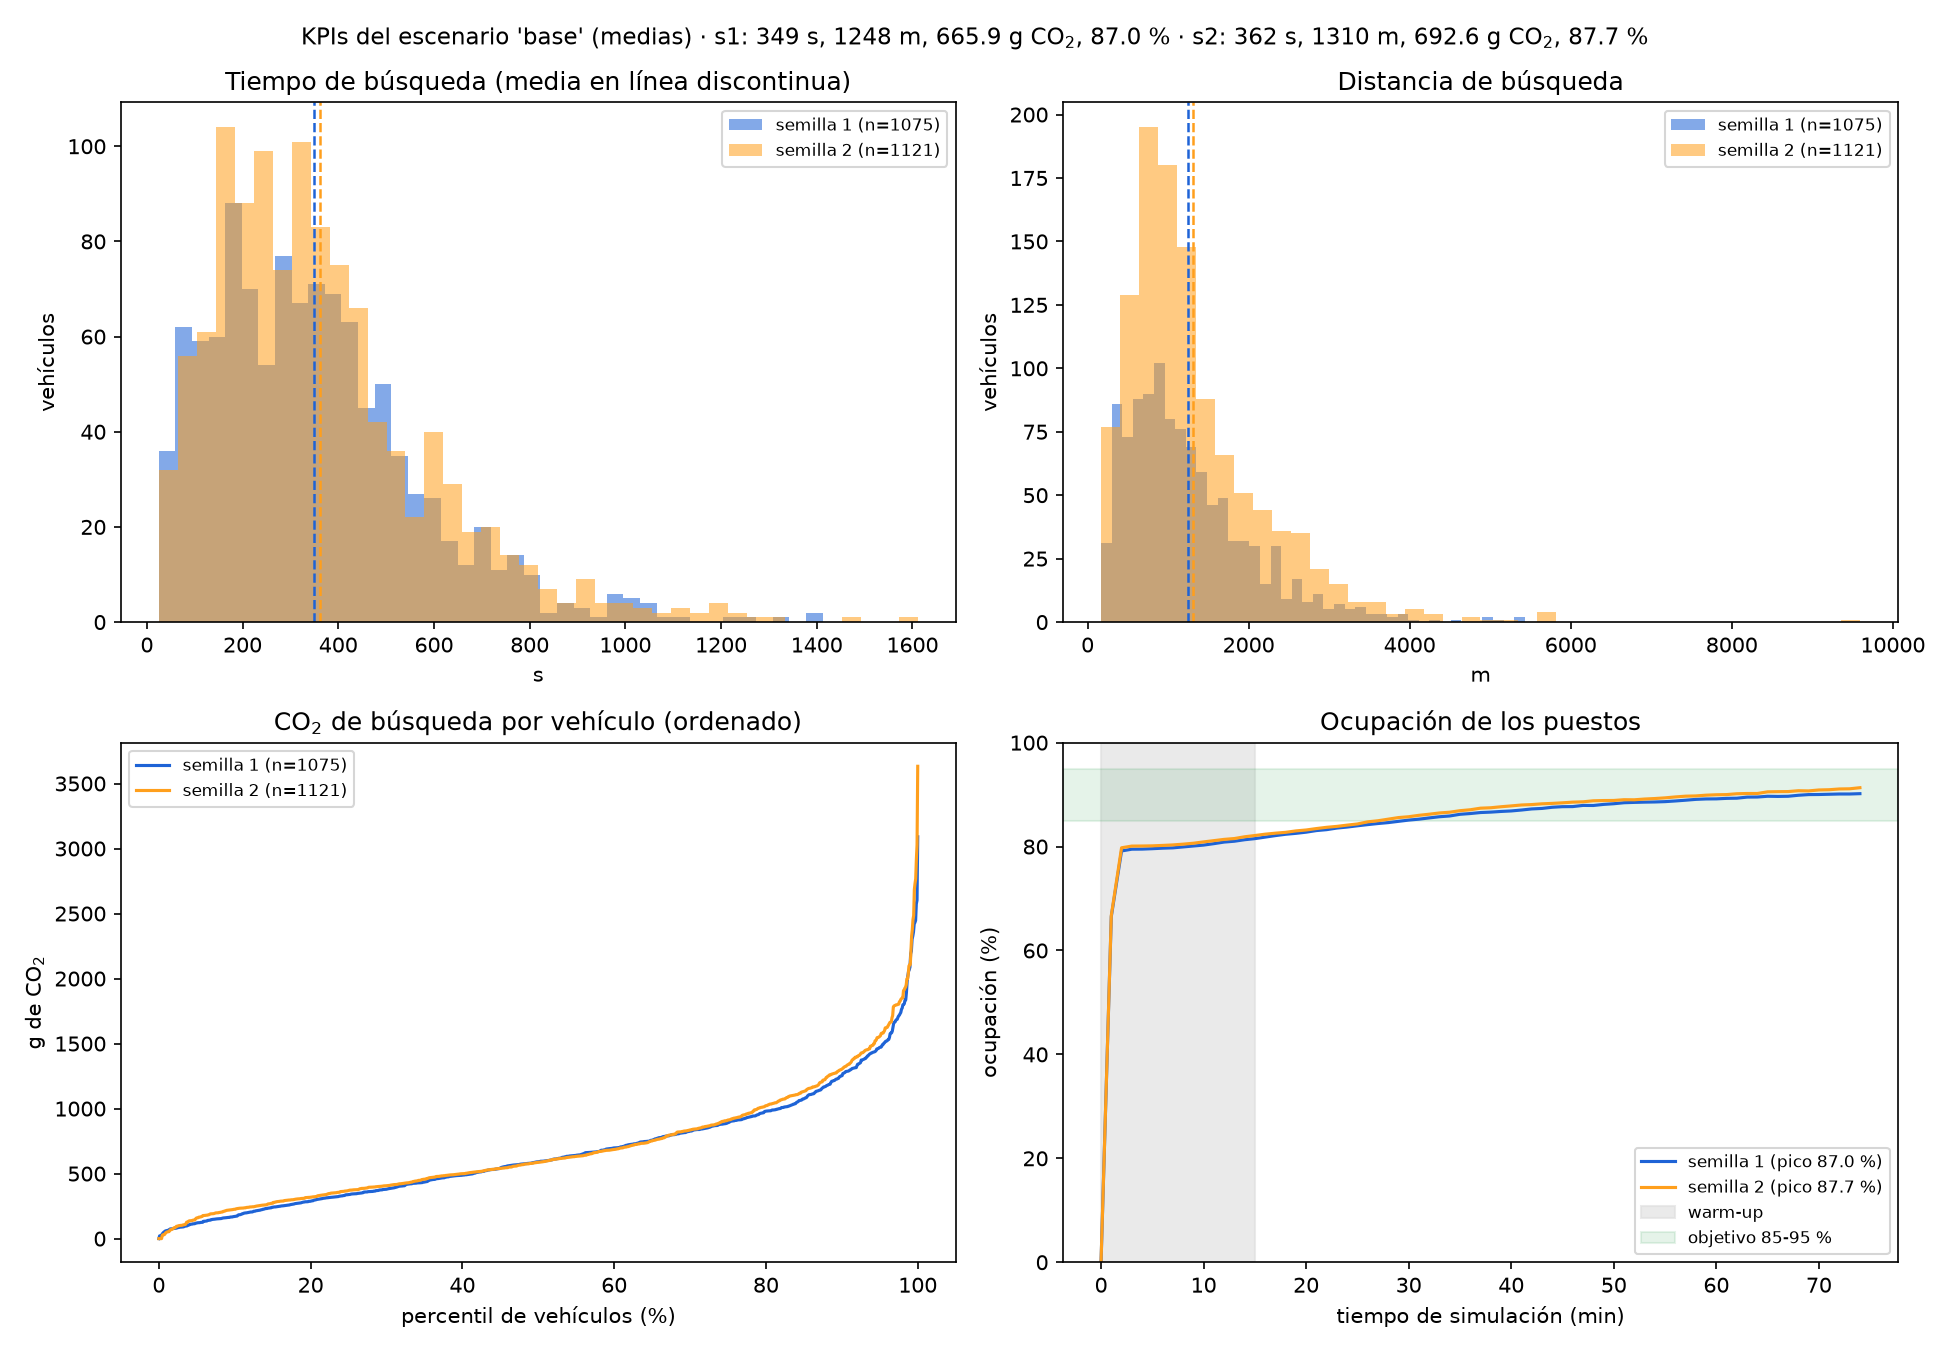 KPIs del escenario 'base' (medias) · s1: 349 s, 1248 m, 665.9 g CO₂, 87.0 % · s2: 362 s, 1310 m, 692.6 g CO₂, 87.7 %
Tiempo de búsqueda (media en línea discontinua)
semilla 1 (n=1075)
semilla 2 (n=1121)
vehículos
100
80
60
40
20
0
0 200 400 600 800 1000 1200 1400 1600
s
Distancia de búsqueda
semilla 1 (n=1075)
semilla 2 (n=1121)
vehículos
200
175
150
125
100
75
50
25
0
0 2000 4000 6000 8000 10000
m
CO₂ de búsqueda por vehículo (ordenado)
semilla 1 (n=1075)
semilla 2 (n=1121)
g de CO₂
3500
3000
2500
2000
1500
1000
500
0
0 20 40 60 80 100
percentil de vehículos (%)
Ocupación de los puestos
ocupación (%)
100
80
60
40
20
0
semilla 1 (pico 87.0 %)
semilla 2 (pico 87.7 %)
warm-up
objetivo 85-95 %
0 10 20 30 40 50 60 70
tiempo de simulación (min)